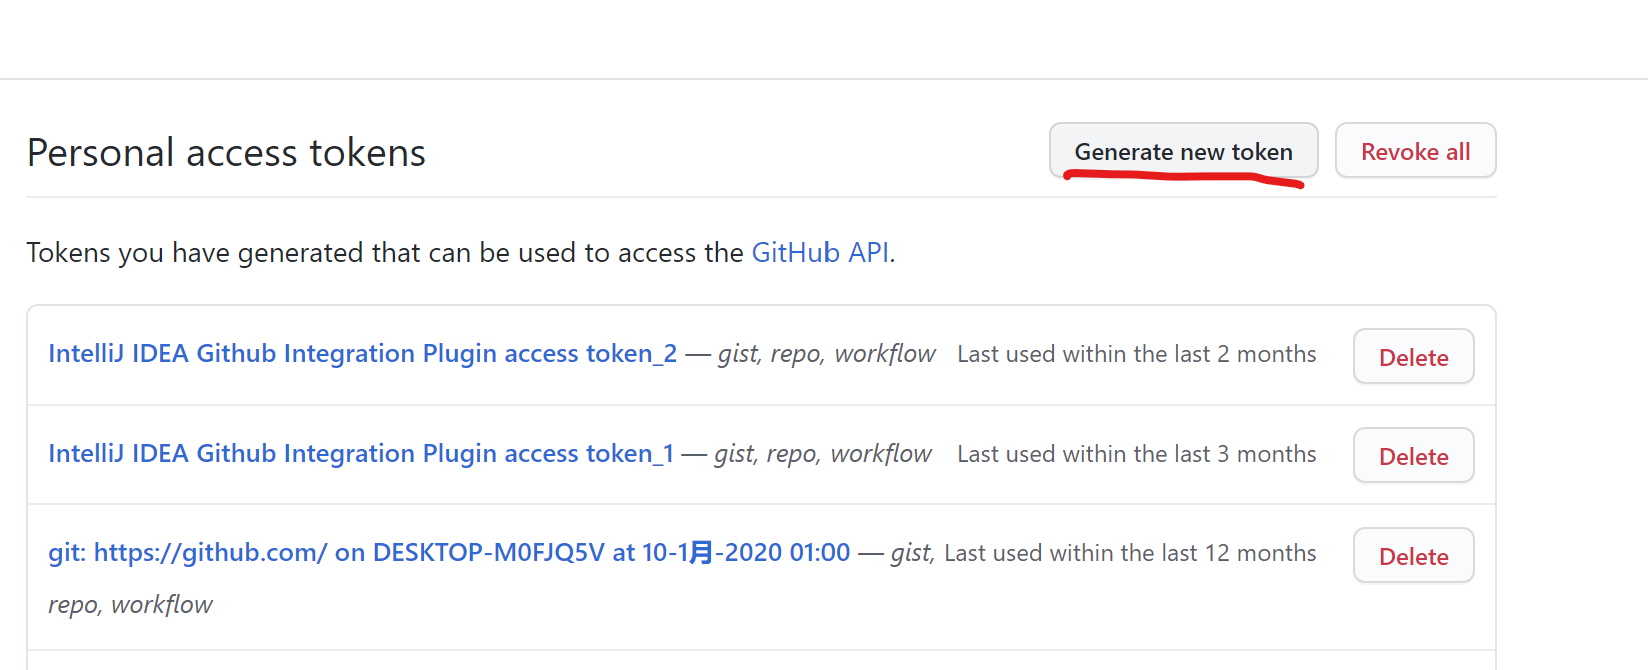 Personal access tokens
Generate new token
Revoke all
Tokens you have generated that can be used to access the GitHub API.
IntelliJ IDEA Github Integration Plugin access token_2 — gist, repo, workflow Last used within the last 2 months Delete
IntelliJ IDEA Github Integration Plugin access token_1 — gist, repo, workflow Last used within the last 3 months Delete
git: https://github.com/ on DESKTOP-M0FJQ5V at 10-1月-2020 01:00 — gist, Last used within the last 12 months Delete
repo, workflow